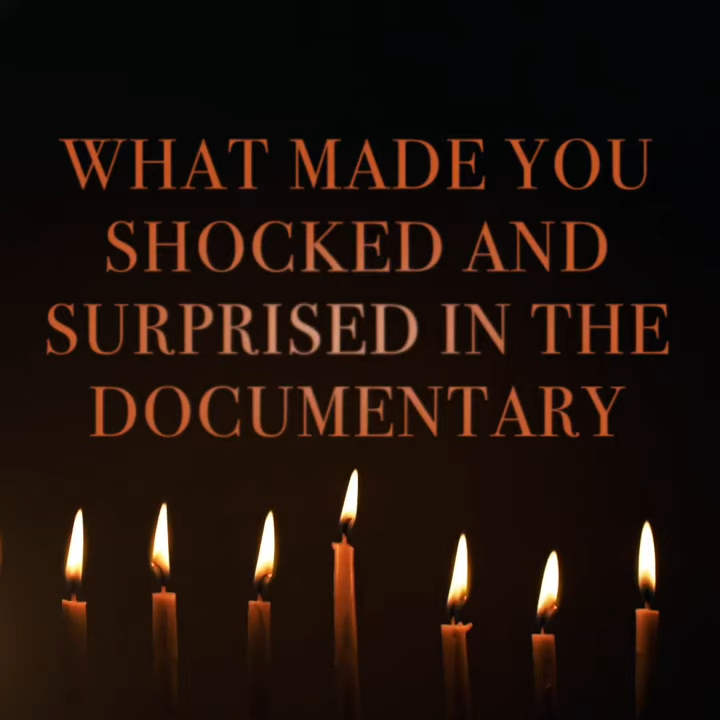 WHAT MADE YOU
SHOCKED AND
SURPRISED IN THE
DOCUMENTARY